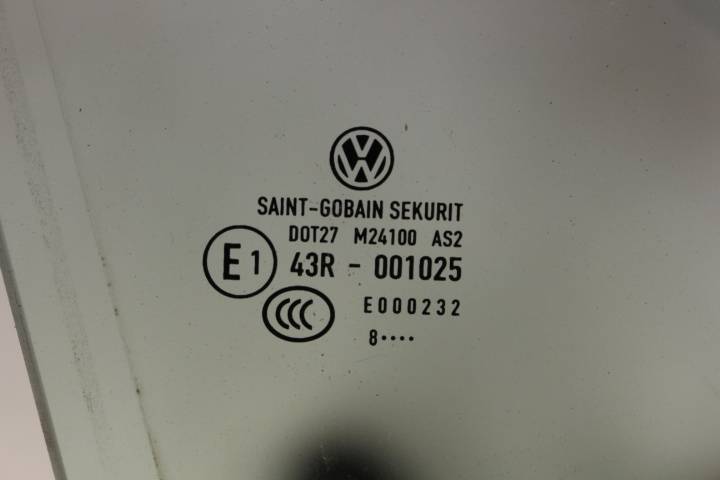 VW
SAINT-GOBAIN SEKURIT
DOT27 M24100 AS2
E1 43R - 001025
CCC E000232
8••••